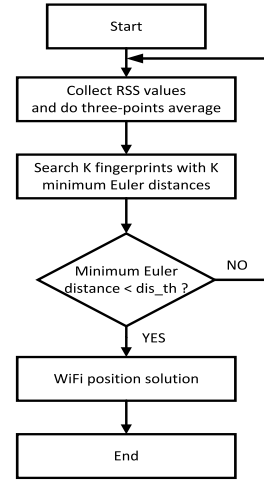 Start
Collect RSS values
and do three-points average
Search K fingerprints with K
minimum Euler distances
Minimum Euler
distance < dis_th ?
NO
YES
WiFi position solution
End